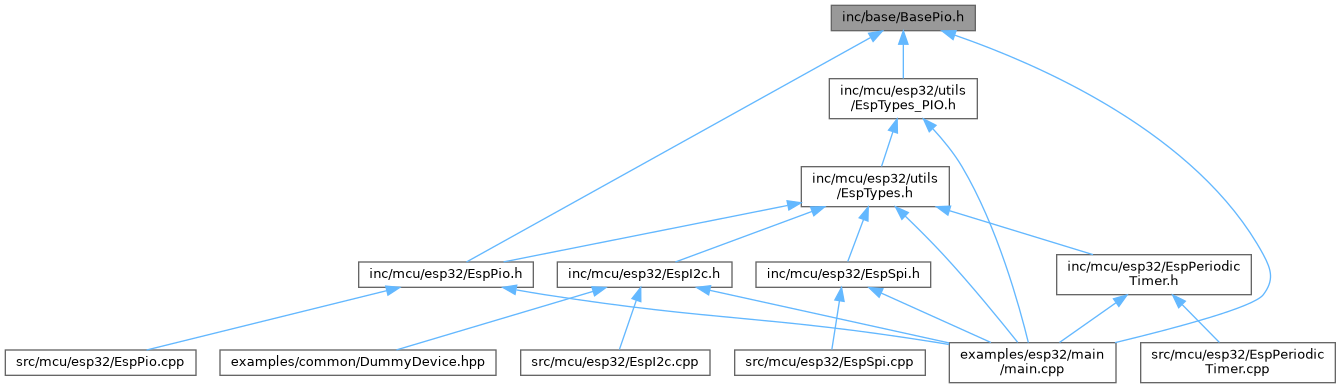 inc/base/BasePio.h
inc/mcu/esp32/utils
/EspTypes_PIO.h
inc/mcu/esp32/utils
/EspTypes.h
inc/mcu/esp32/EspPio.h
inc/mcu/esp32/EspI2c.h
inc/mcu/esp32/EspSpi.h
inc/mcu/esp32/EspPeriodic
Timer.h
src/mcu/esp32/EspPio.cpp
examples/common/DummyDevice.hpp
src/mcu/esp32/EspI2c.cpp
src/mcu/esp32/EspSpi.cpp
examples/esp32/main
/main.cpp
src/mcu/esp32/EspPeriodic
Timer.cpp